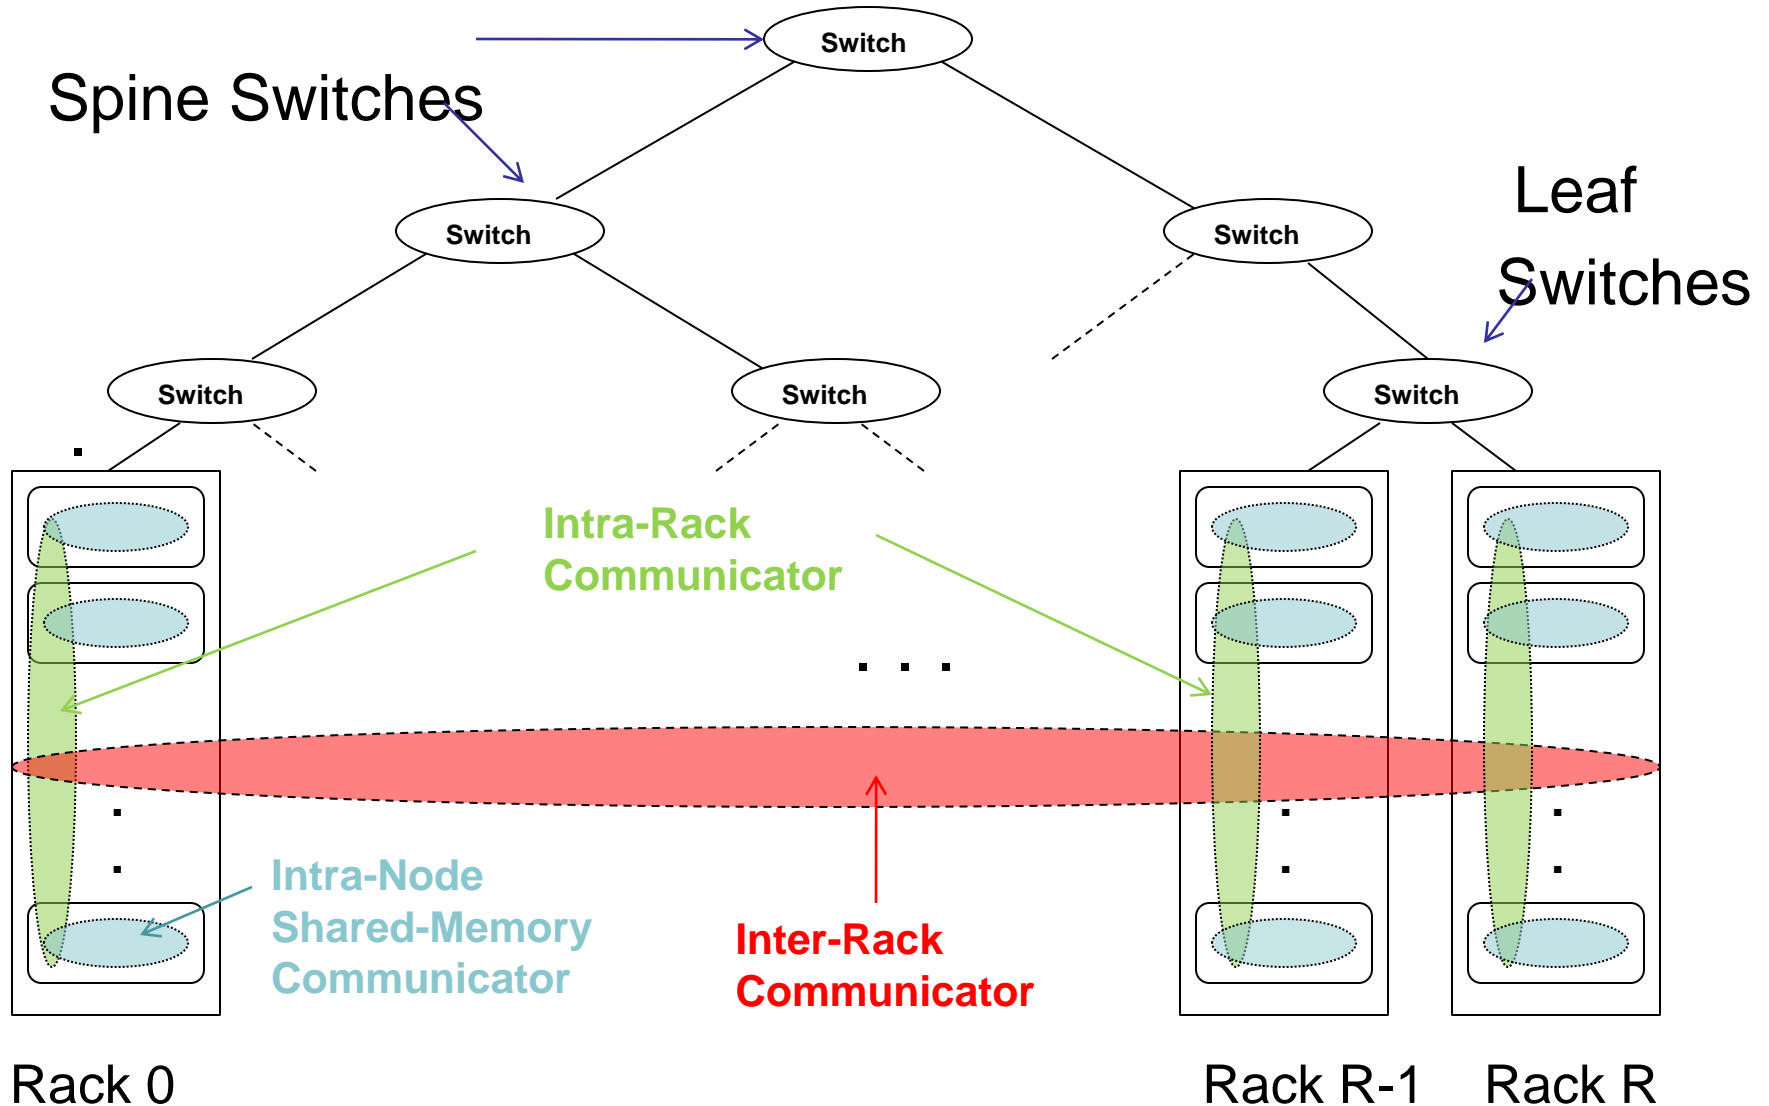 Switch
Spine Switches
Leaf
Switches
Switch
Switch
Switch
Switch
Switch
Intra-Rack
Communicator
. . .
Intra-Node
Shared-Memory
Communicator
Inter-Rack
Communicator
Rack 0
Rack R-1
Rack R